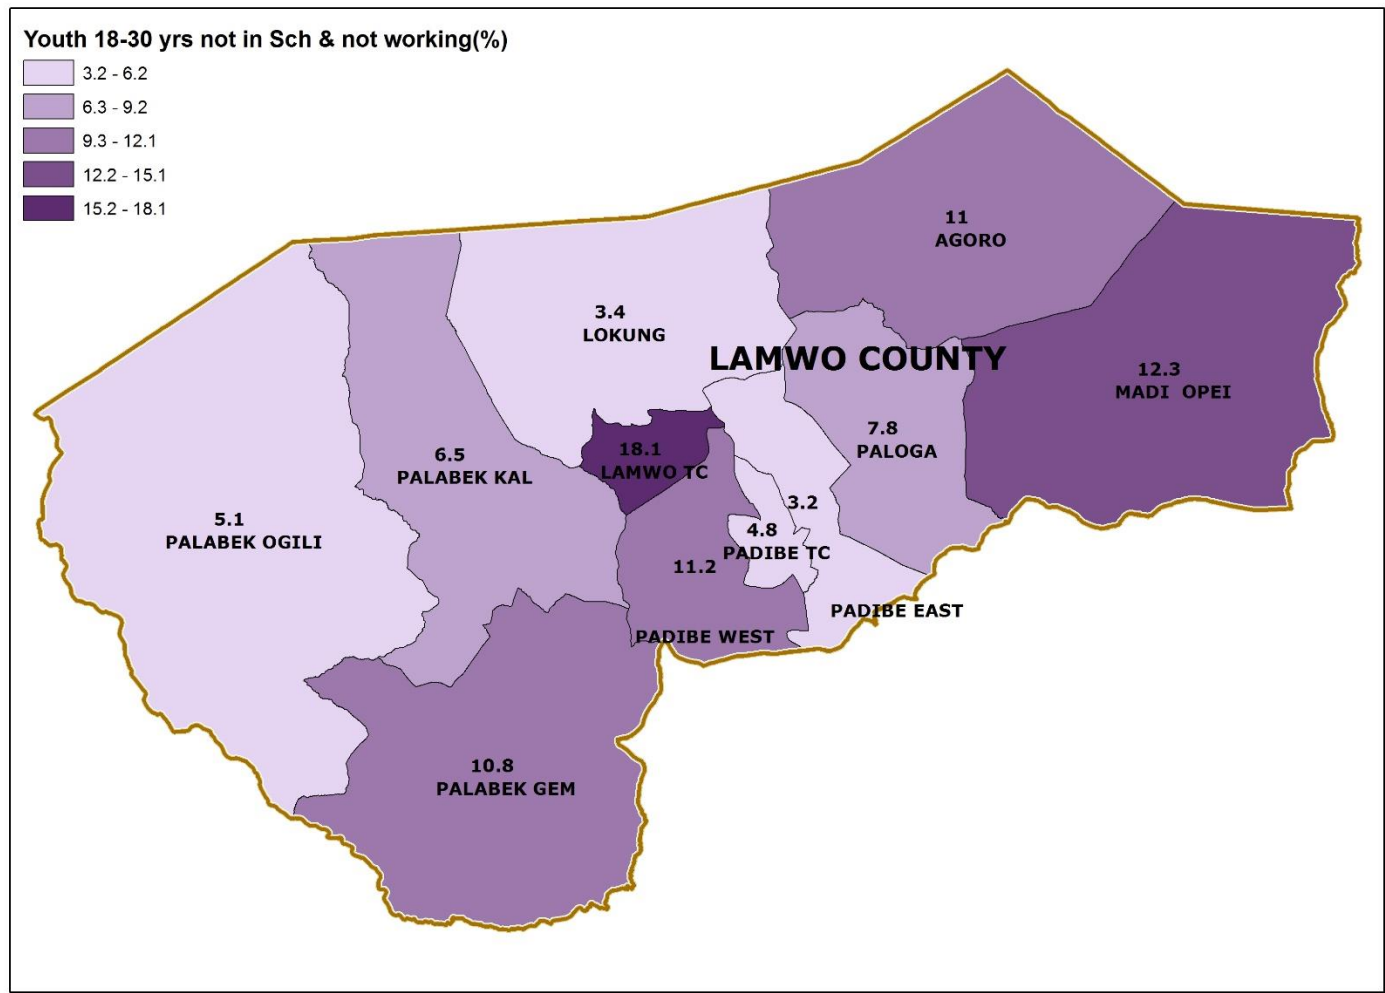 Youth 18-30 yrs not in Sch & not working(%)
3.2 - 6.2
6.3 - 9.2
9.3 - 12.1
12.2 - 15.1
15.2 - 18.1
11
AGORO
3.4
LOKUNG
LAMWO COUNTY
12.3
MADI OPEI
7.8
PALOGA
18.1
LAMWO TC
6.5
PALABEK KAL
3.2
5.1
PALABEK OGILI
4.8
PADIBE TC
11.2
PADIBE EAST
PADIBE WEST
10.8
PALABEK GEM